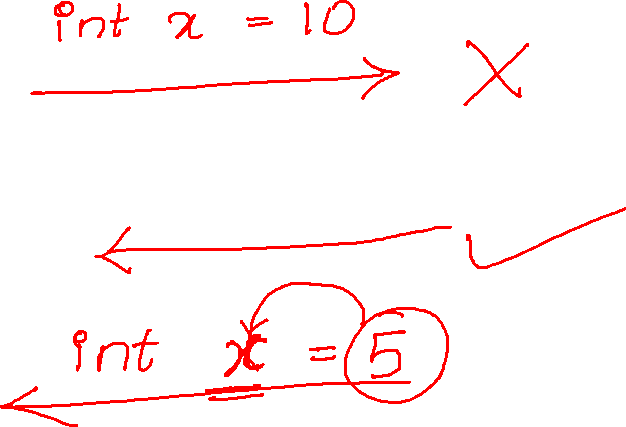 int x = 10
int x = 5